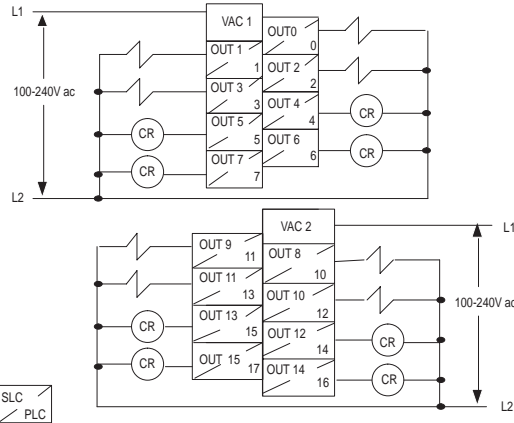 L1
VAC 1
OUT0
0
OUT 1
1
OUT 2
2
OUT 3
3
OUT 4
4
CR
100-240V ac
OUT 5
5
CR
OUT 6
6
CR
OUT 7
7
CR
L2
VAC 2
L1
OUT 9
11
OUT 8
10
OUT 11
13
OUT 10
12
100-240V ac
OUT 13
15
CR
OUT 12
14
CR
OUT 15
17
CR
OUT 14
16
CR
SLC
PLC
L2